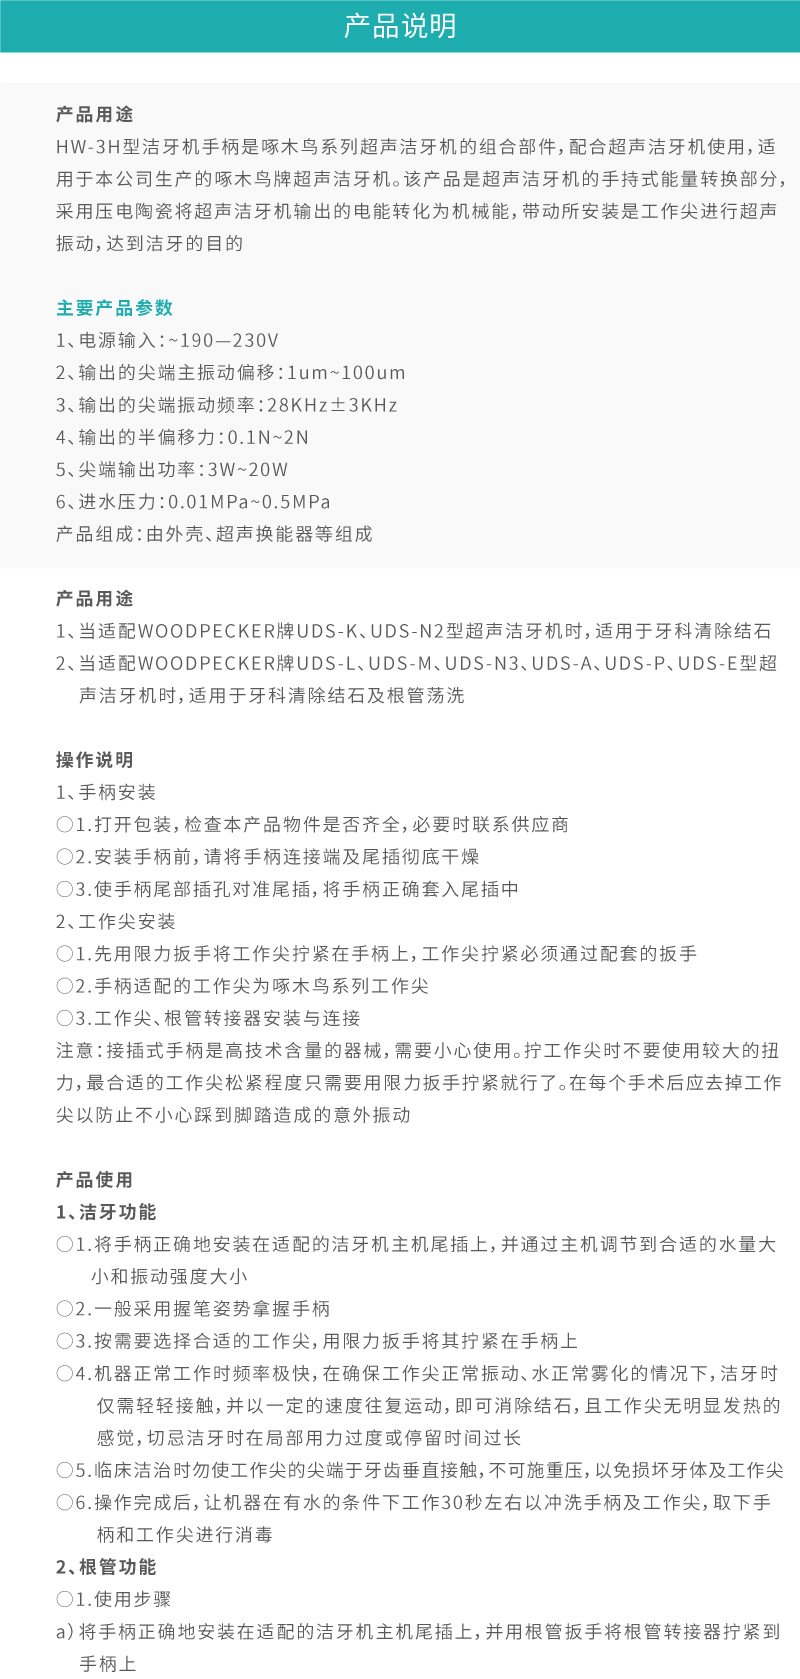 产品说明
产品用途
HW-3H型洁牙机手柄是啄木鸟系列超声洁牙机的组合部件，配合超声洁牙机使用，适
用于本公司生产的啄木鸟牌超声洁牙机。该产品是超声洁牙机的手持式能量转换部分，
采用压电陶瓷将超声洁牙机输出的电能转化为机械能，带动所安装是工作尖进行超声
振动，达到洁牙的目的
主要产品参数
1、电源输入：~190—230V
2、输出的尖端主振动偏移：1um~100um
3、输出的尖端振动频率：28KHz±3KHz
4、输出的半偏移力：0.1N~2N
5、尖端输出功率：3W~20W
6、进水压力：0.01MPa~0.5MPa
产品组成：由外壳、超声换能器等组成
产品用途
1、当适配WOODPECKER牌UDS-K、UDS-N2型超声洁牙机时，适用于牙科清除结石
2、当适配WOODPECKER牌UDS-L、UDS-M、UDS-N3、UDS-A、UDS-P、UDS-E型超
声洁牙机时，适用于牙科清除结石及根管荡洗
操作说明
1、手柄安装
○1.打开包装，检查本产品物件是否齐全，必要时联系供应商
○2.安装手柄前，请将手柄连接端及尾插彻底干燥
○3.使手柄尾部插孔对准尾插，将手柄正确套入尾插中
2、工作尖安装
○1.先用限力扳手将工作尖拧紧在手柄上，工作尖拧紧必须通过配套的扳手
○2.手柄适配的工作尖为啄木鸟系列工作尖
○3.工作尖、根管转接器安装与连接
注意：接插式手柄是高技术含量的器械，需要小心使用。拧工作尖时不要使用较大的扭
力，最合适的工作尖松紧程度只需要用限力扳手拧紧就行了。在每个手术后应去掉工作
尖以防止不小心踩到脚踏造成的意外振动
产品使用
1、洁牙功能
○1.将手柄正确地安装在适配的洁牙机主机尾插上，并通过主机调节到合适的水量大
小和振动强度大小
○2.一般采用握笔姿势拿握手柄
○3.按需要选择合适的工作尖，用限力扳手将其拧紧在手柄上
○4.机器正常工作时频率极快，在确保工作尖正常振动、水正常雾化的情况下，洁牙时
仅需轻轻接触，并以一定的速度往复运动，即可消除结石，且工作尖无明显发热的
感觉，切忌洁牙时在局部用力过度或停留时间过长
○5.临床洁治时勿使工作尖的尖端于牙齿垂直接触，不可施重压，以免损坏牙体及工作尖
○6.操作完成后，让机器在有水的条件下工作30秒左右以冲洗手柄及工作尖，取下手
柄和工作尖进行消毒
2、根管功能
○1.使用步骤
a）将手柄正确地安装在适配的洁牙机主机尾插上，并用根管扳手将根管转接器拧紧到
手柄上